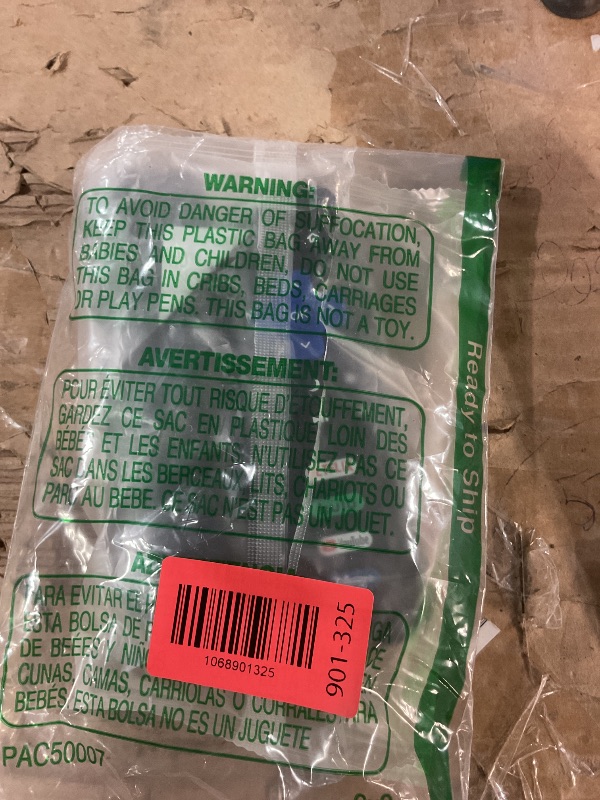 WARNING:
TO AVOID DANGER OF SUFFOCATION,
KEEP THIS PLASTIC BAG AWAY FROM
BABIES AND CHILDREN, DO NOT USE
THIS BAG IN CRIBS, BEDS, CARRIAGES
OR PLAY PENS. THIS BAG IS NOT A TOY.
AVERTISSEMENT:
POUR ÉVITER TOUT RISQUE D'ÉTOUFFEMENT,
GARDEZ CE SAC EN PLASTIQUE LOIN DES
BEBES ET LES ENFANTS. N'UTILISEZ PAS CE
SAC DANS LES BERCEAUX, LITS, CHARIOTS OU
PARC AU BEBE. CE SAC N'EST PAS UN JOUET.
PARA EVITAR EL
ESTA BOLSA DE
DE BEBES Y
CUNAS, CAMAS, CARRIOLAS O CORRALES PARA
BEBÉS. ESTA BOLSA NO ES UN JUGUETE
PAC50007
Ready to Ship
1068901325
901-325